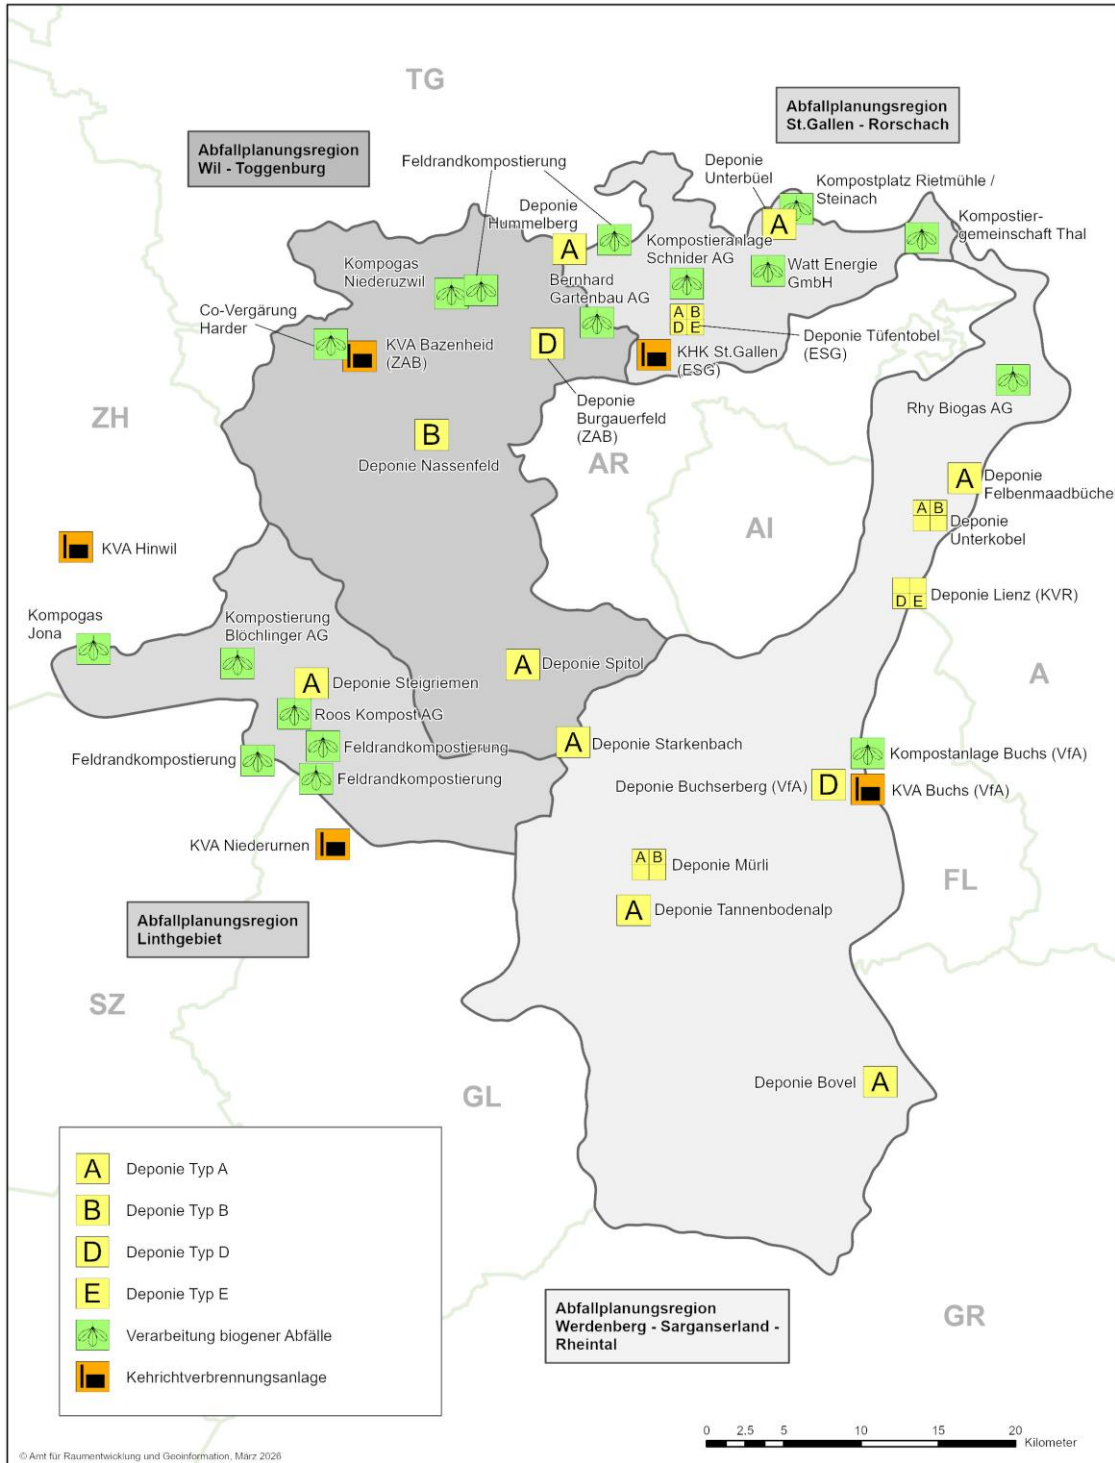 TG
Abfallplanungsregion
St.Gallen - Rorschach
Abfallplanungsregion
Wil - Toggenburg
Feldrandkompostierung
Deponie
Unterbüel
Kompostplatz Rietmühle /
Steinach
Deponie
Hummelberg
A
A
Kompostier-
gemeinschaft Thal
Kompostieranlage
Schnider AG
Kompogas
Niederuzwil
Bernhard
Gartenbau AG
Watt Energie
GmbH
Co-Vergärung
Harder
A B
D E
Deponie Tüfentobel
(ESG)
KVA Bazenheid
(ZAB)
D
KHK St.Gallen
(ESG)
Deponie
Burgauerfeld
(ZAB)
Rhy Biogas AG
ZH
B
Deponie Nassenfeld
AR
A
Deponie
Felbenmaadbüchel
AI
A B
Deponie
Unterkobel
KVA Hinwil
D E
Deponie Lienz (KVR)
Kompogas
Jona
Kompostierung
Blöchlinger AG
A
Deponie Spitol
A
A
Deponie Steigriemen
Roos Kompost AG
Feldrandkompostierung
Feldrandkompostierung
Feldrandkompostierung
A
Deponie Starkenbach
Kompostanlage Buchs (VfA)
Deponie Buchserberg (VfA)
D
KVA Buchs (VfA)
KVA Niederurnen
A B
Deponie Mürli
FL
A
Deponie Tannenbodenalp
Abfallplanungsregion
Linthgebiet
SZ
GL
Deponie Bovel
A
A
Deponie Typ A
B
Deponie Typ B
D
Deponie Typ D
E
Deponie Typ E
Verarbeitung biogener Abfälle
Kehrichtverbrennungsanlage
Abfallplanungsregion
Werdenberg - Sarganserland -
Rheintal
GR
0 2.5 5 10 15 20
Kilometer
© Amt für Raumentwicklung und Geoinformation, März 2026